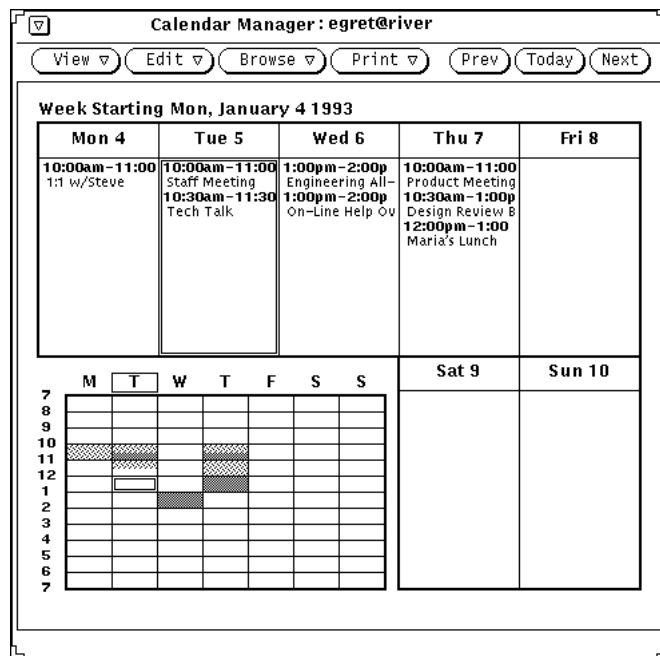 Calendar Manager : egret@river
View Edit Browse Print Prev Today Next
Week Starting Mon, January 4 1993
Mon 4 Tue 5 Wed 6 Thu 7 Fri 8
10:00am-11:00
1:1 w/Steve
10:00am-11:00
Staff Meeting
10:30am-11:30
Tech Talk
1:00pm-2:00p
Engineering All-
1:00pm-2:00p
On-Line Help Ov
10:00am-11:00
Product Meeting
10:30am-1:00p
Design Review B
12:00pm-1:00
Maria's Lunch
Sat 9 Sun 10
M T W T F S S
7
8
9
10
11
12
1
2
3
4
5
6
7